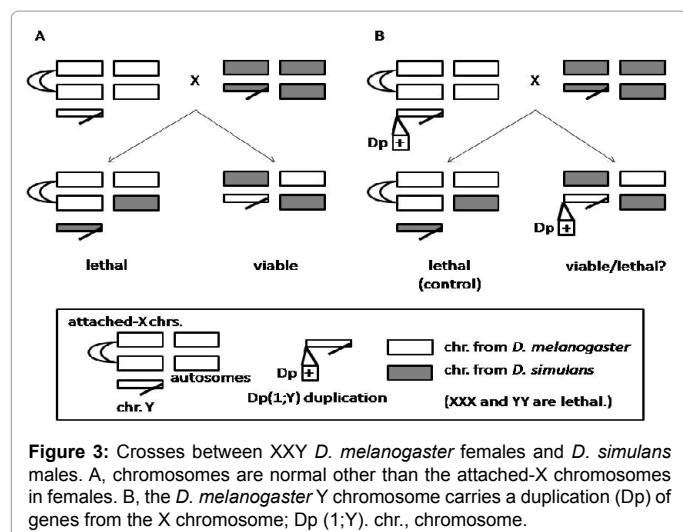 A
B
X
X
Dp +
Dp +
lethal
viable
lethal
(control)
viable/lethal?
attached-X chrs.
autosomes
chr. Y
Dp +
Dp(1;Y) duplication
chr. from D. melanogaster
chr. from D. simulans
(XXX and YY are lethal.)
Figure 3: Crosses between XXY D. melanogaster females and D. simulans
males. A, chromosomes are normal other than the attached-X chromosomes
in females. B, the D. melanogaster Y chromosome carries a duplication (Dp) of
genes from the X chromosome; Dp (1;Y). chr., chromosome.